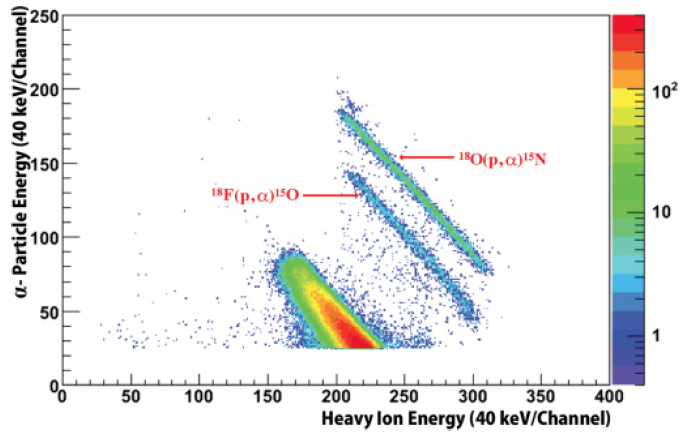 250
200
150
100
50
0
α- Particle Energy (40 keV/Channel)
¹⁸O(p,α)¹⁵N
¹⁸F(p,α)¹⁵O
0 50 100 150 200 250 300 350 400
Heavy Ion Energy (40 keV/Channel)
10²
10
1